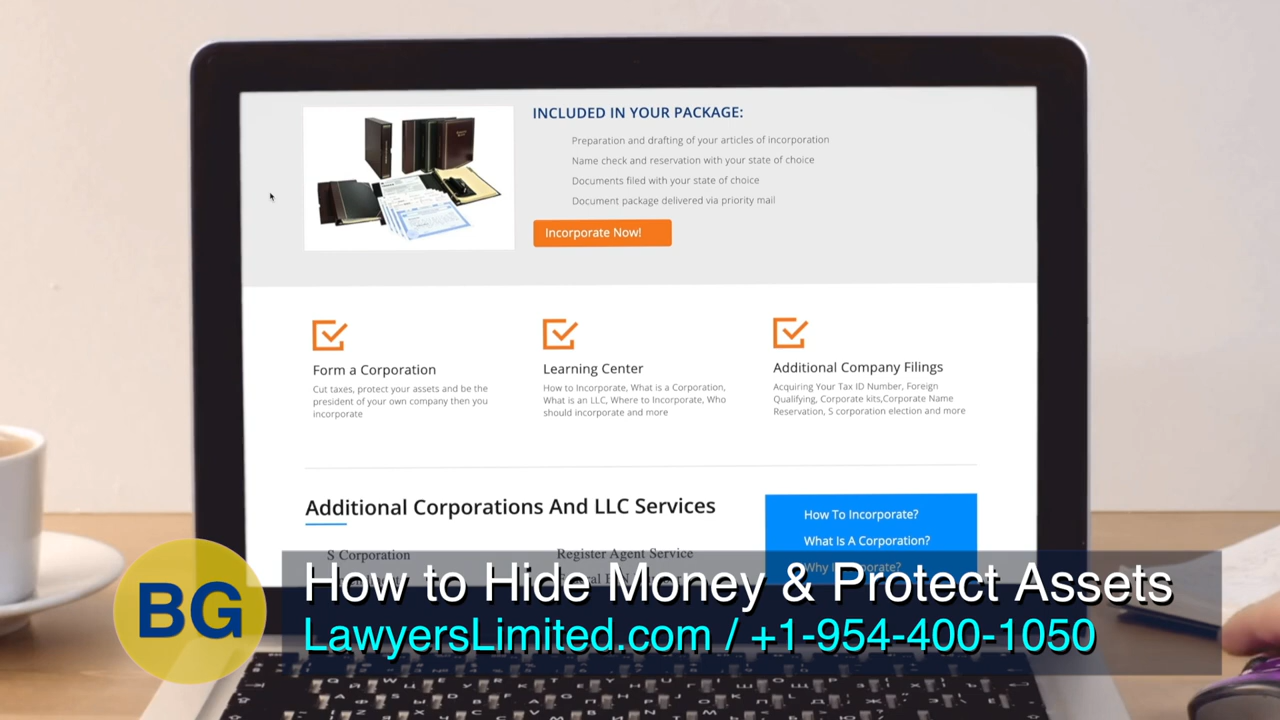 INCLUDED IN YOUR PACKAGE:
Preparation and drafting of your articles of incorporation
Name check and reservation with your state of choice
Documents filed with your state of choice
Document package delivered via priority mail
Incorporate Now!
Form a Corporation
Cut taxes, protect your assets and be the
president of your own company then you
incorporate
Learning Center
How to Incorporate, What is a Corporation,
What is an LLC, Where to Incorporate, Who
should incorporate and more
Additional Company Filings
Acquiring Your Tax ID Number, Foreign
Qualifying, Corporate kits,Corporate Name
Reservation, S corporation election and more
Additional Corporations And LLC Services
S Corporation
Register Agent Service
How To Incorporate?
What Is A Corporation?
BG
How to Hide Money & Protect Assets
LawyersLimited.com / +1-954-400-1050